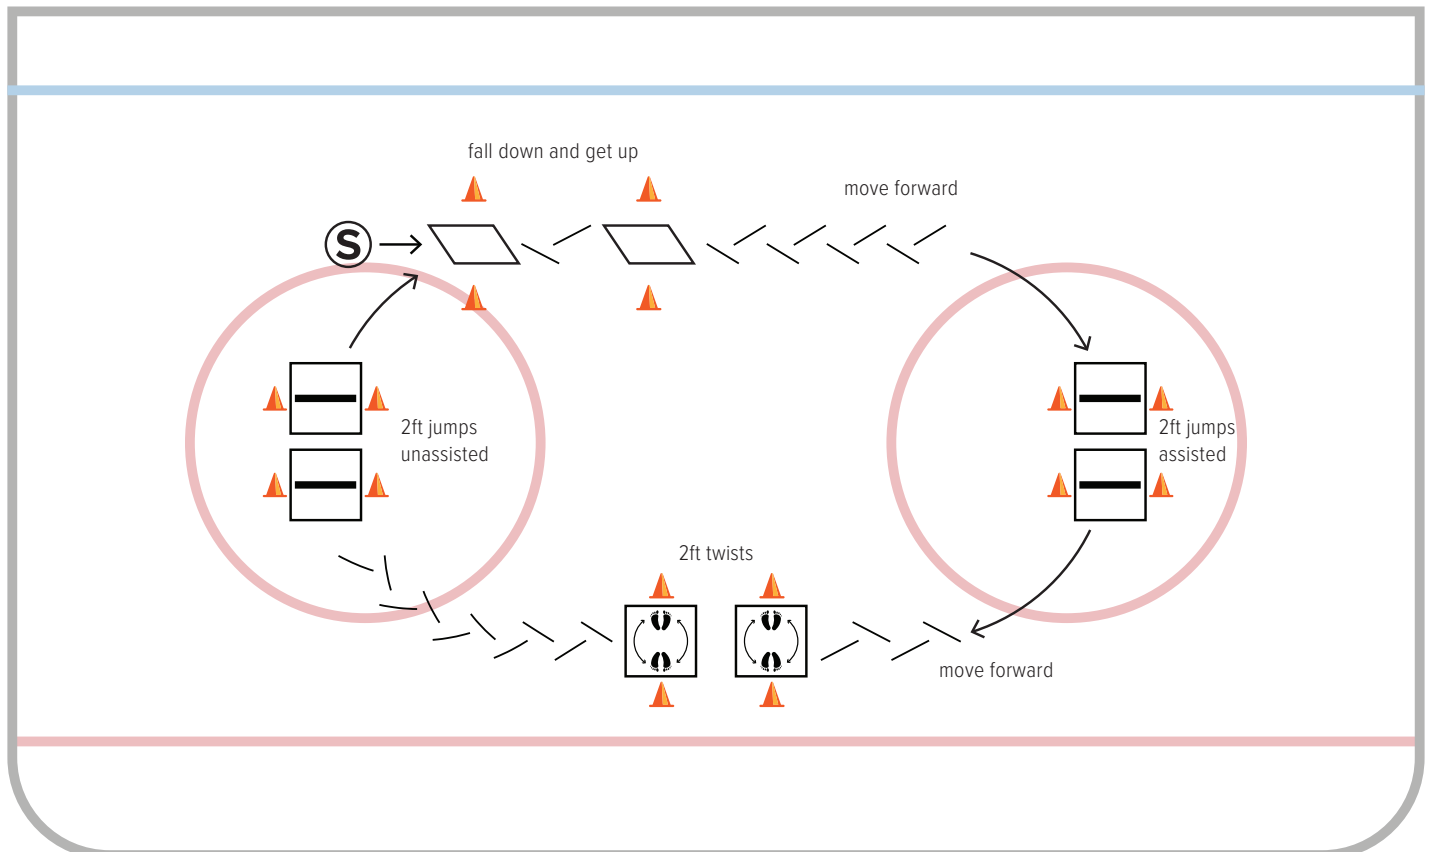 fall down and get up
move forward
S
2ft jumps
unassisted
2ft jumps
assisted
2ft twists
move forward